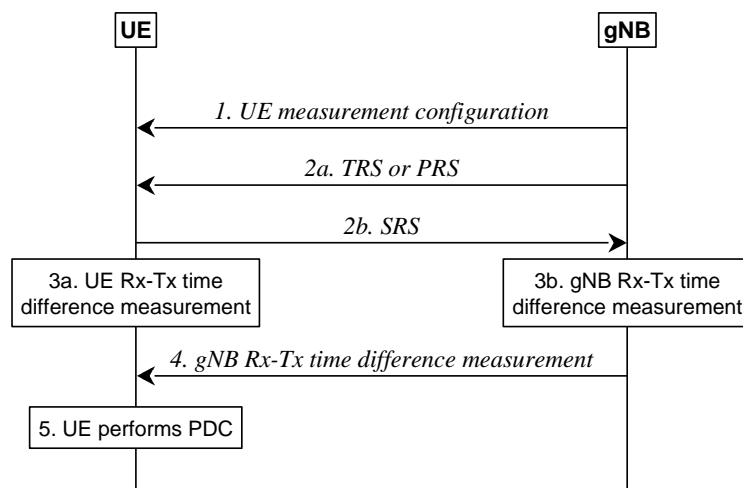 UE
gNB
1. UE measurement configuration
2a. TRS or PRS
2b. SRS
3a. UE Rx-Tx time
difference measurement
3b. gNB Rx-Tx time
difference measurement
4. gNB Rx-Tx time difference measurement
5. UE performs PDC